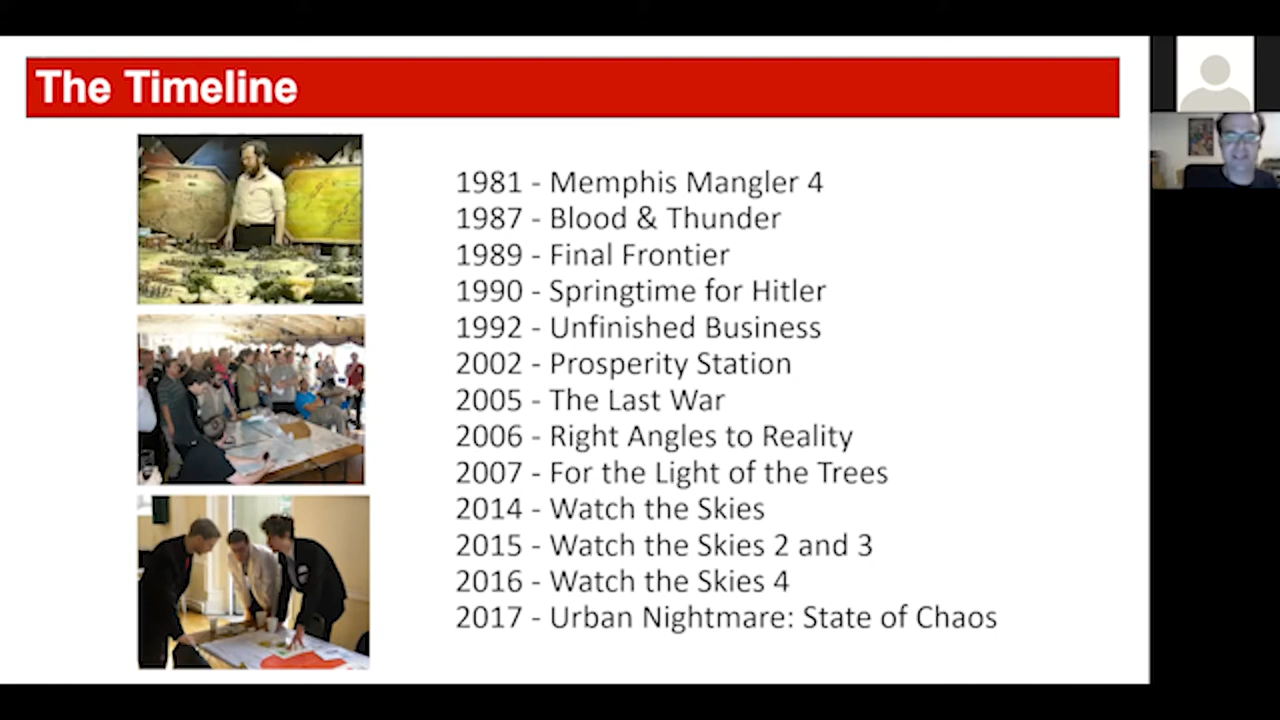 The Timeline
1981 - Memphis Mangler 4
1987 - Blood & Thunder
1989 - Final Frontier
1990 - Springtime for Hitler
1992 - Unfinished Business
2002 - Prosperity Station
2005 - The Last War
2006 - Right Angles to Reality
2007 - For the Light of the Trees
2014 - Watch the Skies
2015 - Watch the Skies 2 and 3
2016 - Watch the Skies 4
2017 - Urban Nightmare: State of Chaos